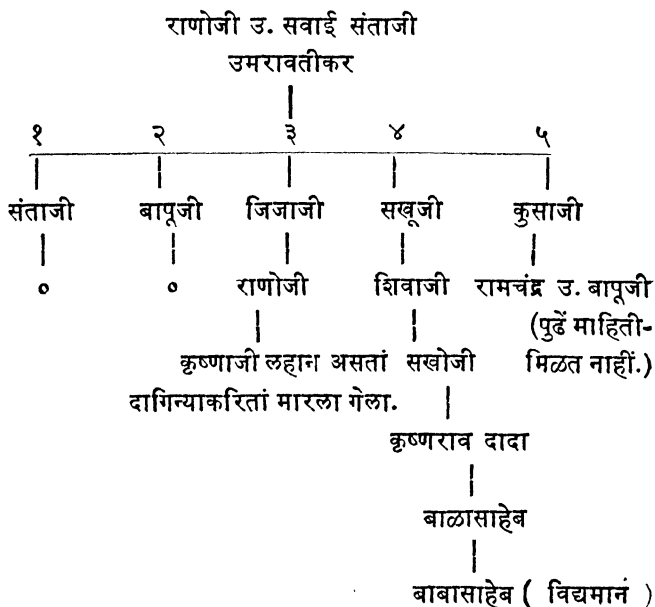 राणोजी उ. सवाई संताजी
उमरावतीकर
१ २ ३ ४ ५
संताजी बापूजी जिजाजी सखूजी कुसाजी
० ० राणोजी शिवाजी रामचंद्र उ. बापूजी
(पुढें माहिती-
कृष्णाजी लहान असतां सखोजी मिळत नाहीं.)
दागिन्याकरितां मारला गेला.
कृष्णराव दादा
बाळासाहेब
बाबासाहेब ( विद्यमानं )